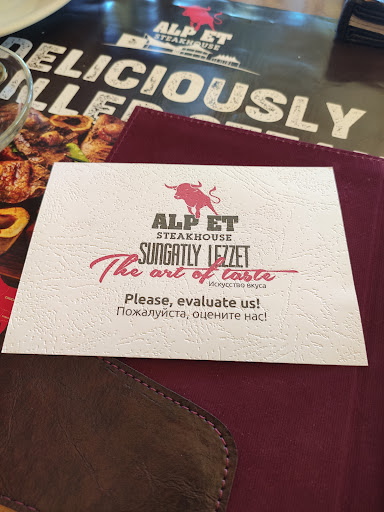 ALP ET
STEAKHOUSE
DELICIOUSLY
ALP ET
STEAKHOUSE
SUNGATLY LEZZET
The art of taste
Искусство вкуса
Please, evaluate us!
Пожалуйста, оцените нас!